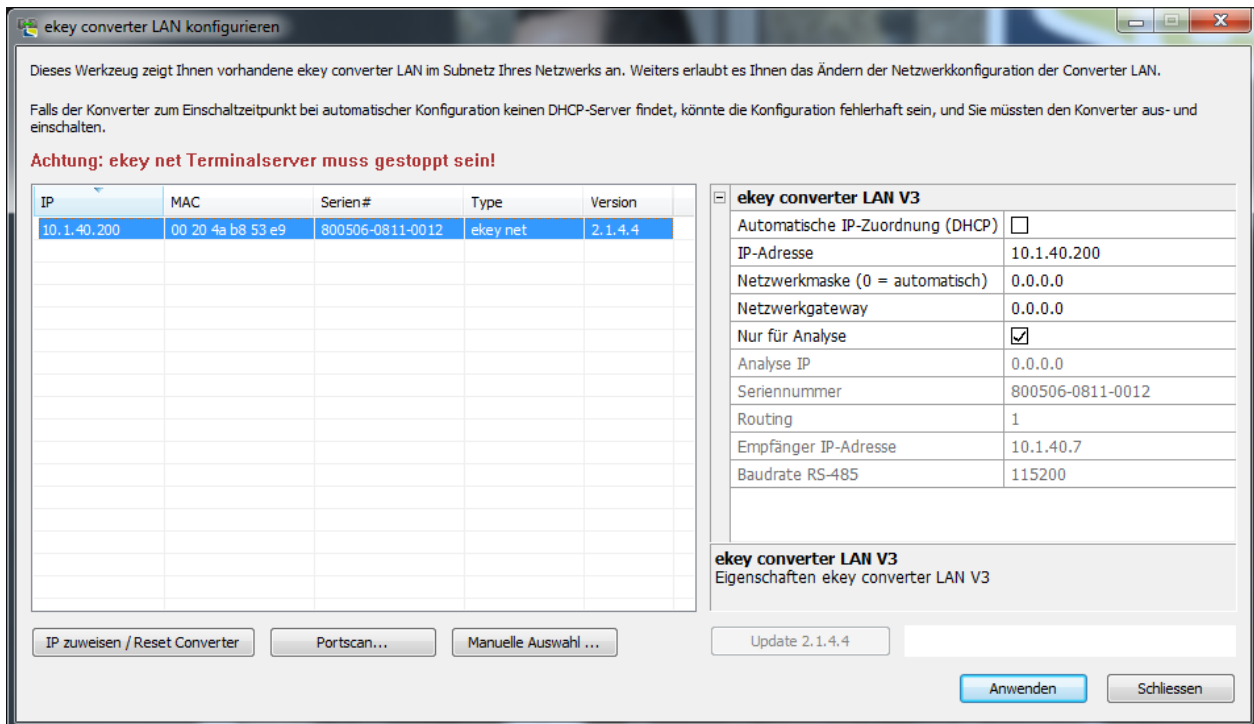 ekey converter LAN konfigurieren
Dieses Werkzeug zeigt Ihnen vorhandene ekey converter LAN im Subnetz Ihres Netzwerks an. Weiters erlaubt es Ihnen das Ändern der Netzwerkkonfiguration der Converter LAN.
Falls der Konverter zum Einschaltzeitpunkt bei automatischer Konfiguration keinen DHCP-Server findet, könnte die Konfiguration fehlerhaft sein, und Sie müssten den Konverter aus- und
einschalten.
Achtung: ekey net Terminalserver muss gestoppt sein!
IP MAC Serien# Type Version
10.1.40.200 00 20 4a b8 53 e9 800506-0811-0012 ekey net 2.1.4.4
ekey converter LAN V3
Automatische IP-Zuordnung (DHCP)
IP-Adresse 10.1.40.200
Netzwerkmaske (0 = automatisch) 0.0.0.0
Netzwerkgateway 0.0.0.0
Nur für Analyse
Analyse IP 0.0.0.0
Seriennummer 800506-0811-0012
Routing 1
Empfänger IP-Adresse 10.1.40.7
Baudrate RS-485 115200
ekey converter LAN V3
Eigenschaften ekey converter LAN V3
IP zuweisen / Reset Converter Portscan... Manuelle Auswahl ... Update 2.1.4.4
Anwenden Schliessen